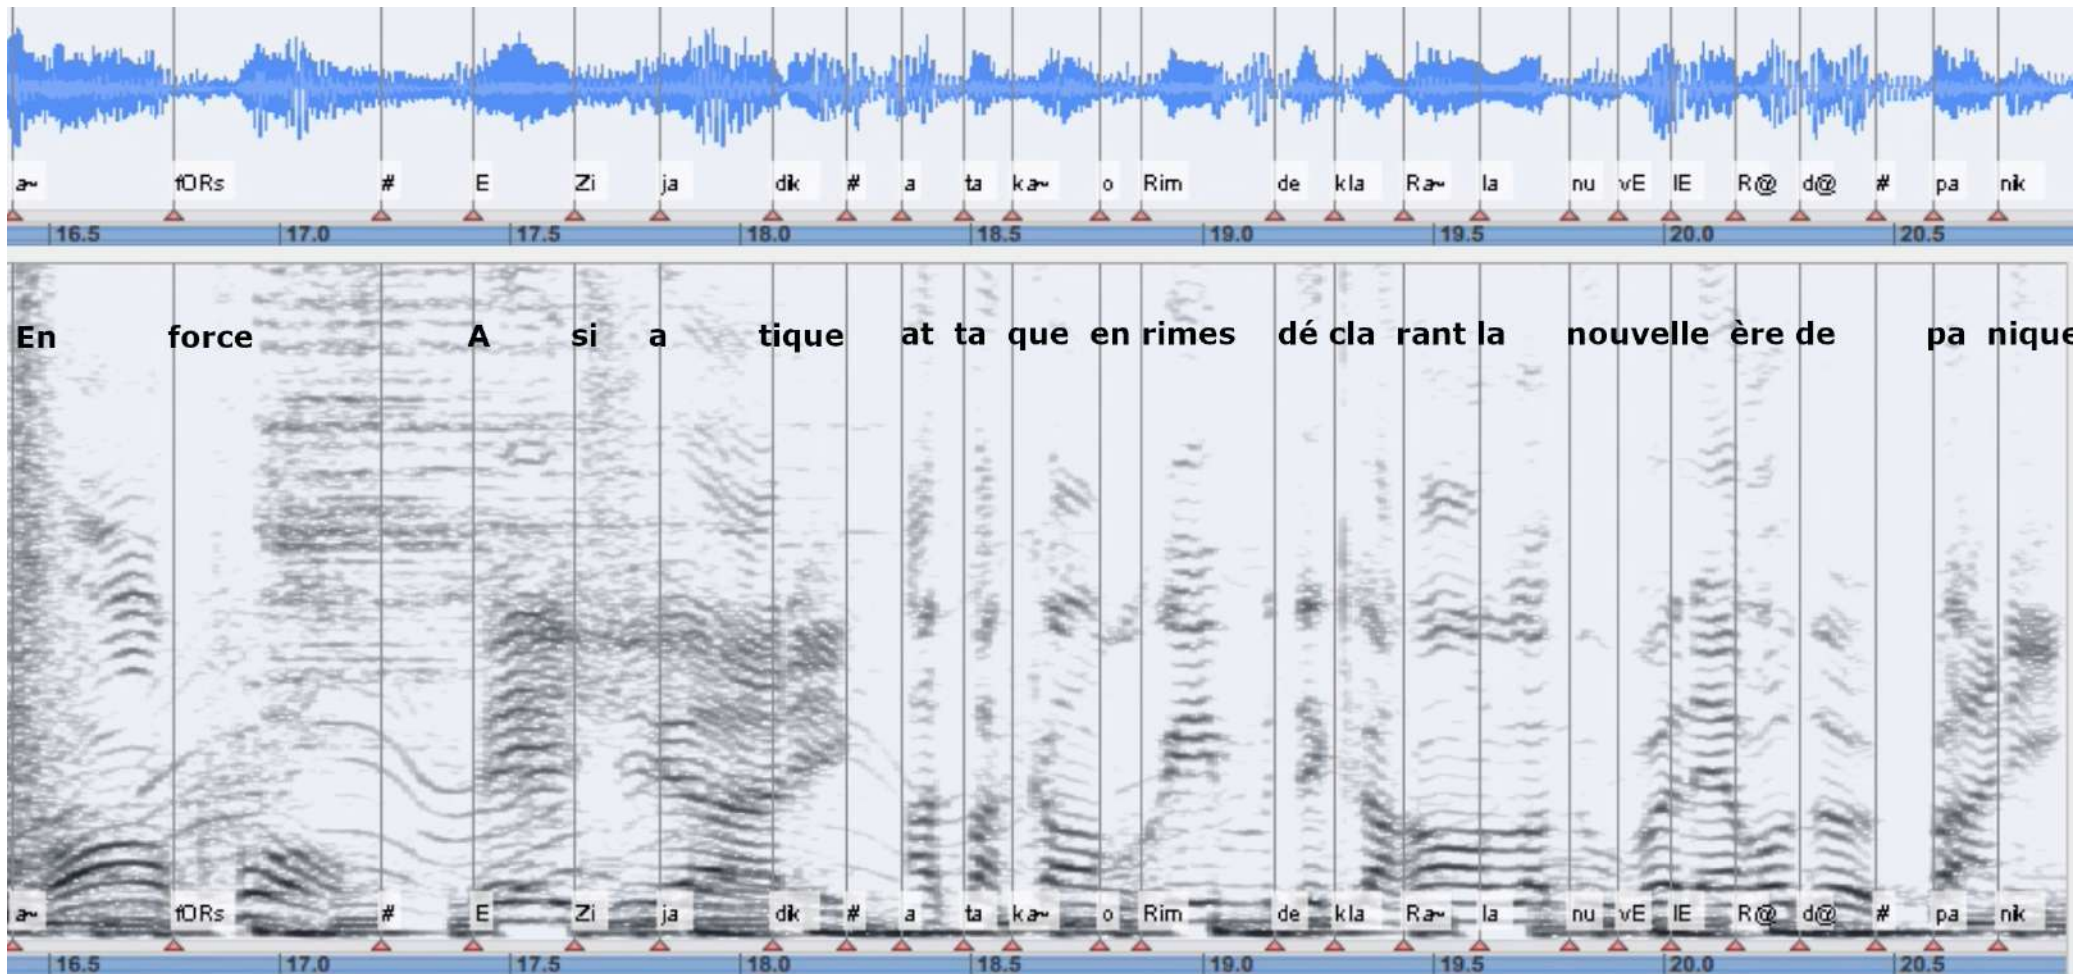 a~ fORs # E Zi ja dik # a ta ka~ o Rim de kla Ra~ la nu vE lE R@ d@ # pa nik
16.5 17.0 17.5 18.0 18.5 19.0 19.5 20.0 20.5
En force A si a tique at ta que en rimes dé cla rant la nouvelle ère de pa nique
a~ fORs # E Zi ja dik # a ta ka~ o Rim de kla Ra~ la nu vE lE R@ d@ # pa nik
16.5 17.0 17.5 18.0 18.5 19.0 19.5 20.0 20.5